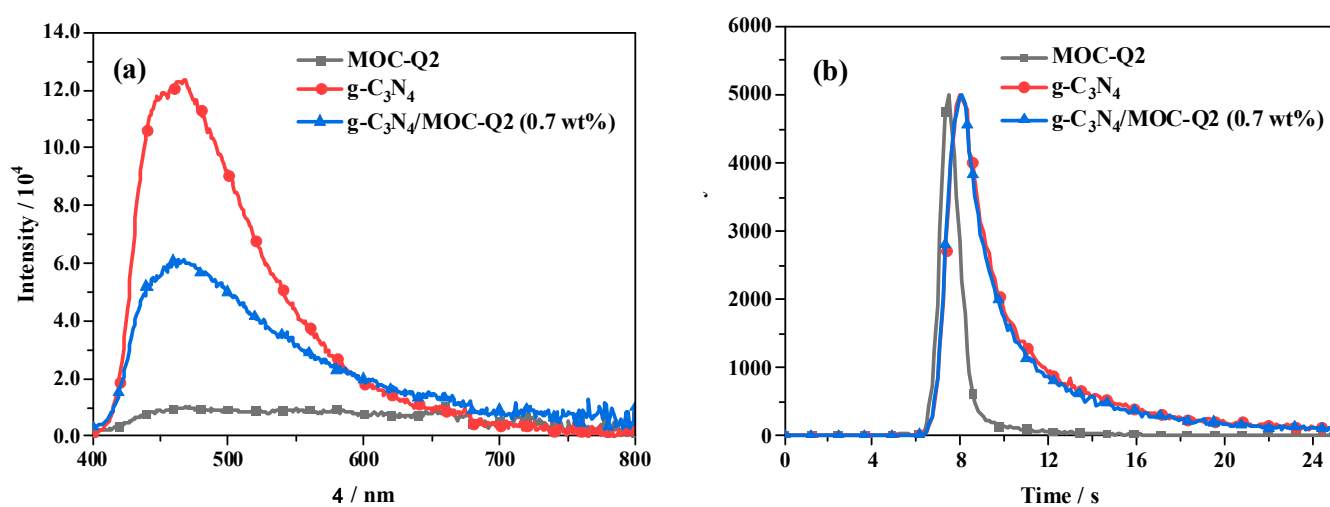 (a)
MOC-Q2
g-C₃N₄
g-C₃N₄/MOC-Q2 (0.7 wt%)
Intensity / 10⁴
14.0
12.0
10.0
8.0
6.0
4.0
2.0
0.0
400 500 600 700 800
4 / nm
(b)
MOC-Q2
g-C₃N₄
g-C₃N₄/MOC-Q2 (0.7 wt%)
6000
5000
4000
3000
2000
1000
0
0 4 8 12 16 20 24
Time / s